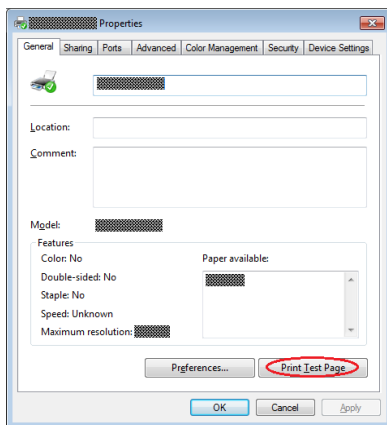 Properties
General Sharing Ports Advanced Color Management Security Device Settings
Location:
Comment:
Model:
Features
Color: No
Paper available:
Double-sided: No
Staple: No
Speed: Unknown
Maximum resolution:
Preferences... Print Test Page
OK Cancel Apply